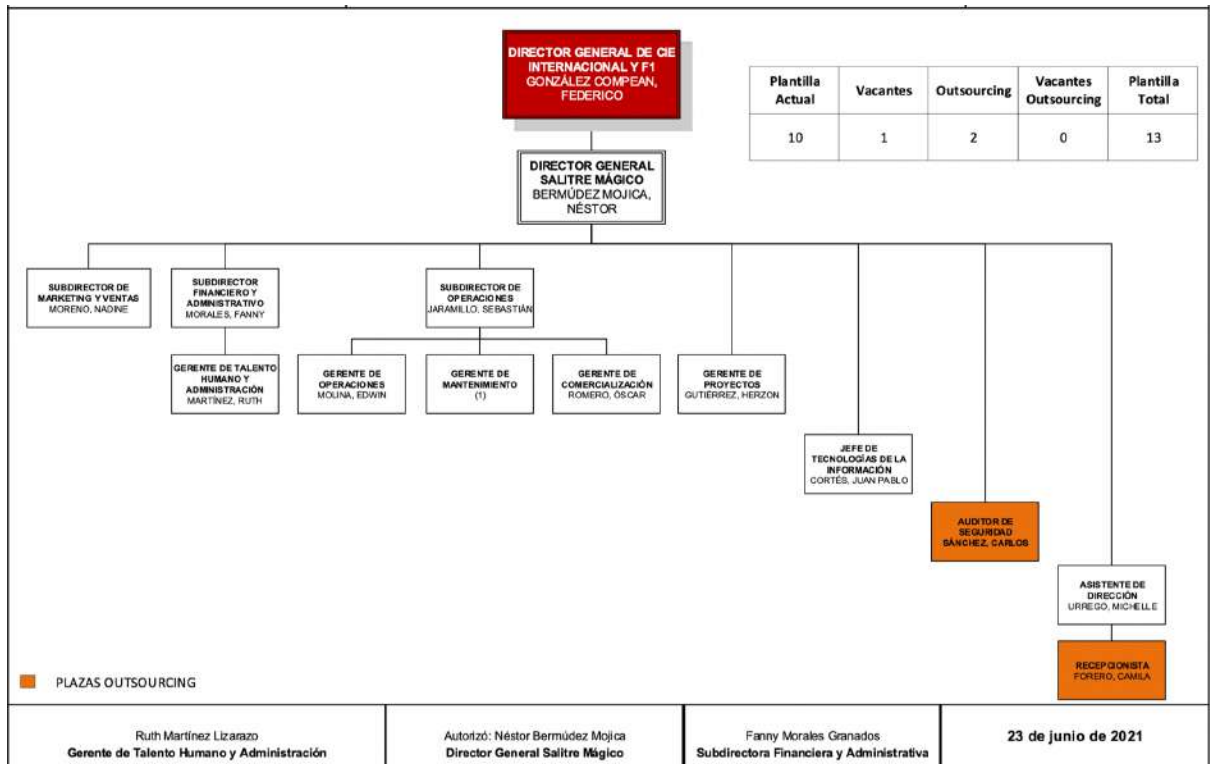 DIRECTOR GENERAL DE CIE
INTERNACIONAL Y F1
GONZÁLEZ COMPEAN,
FEDERICO
Plantilla Actual Vacantes Outsourcing Vacantes Outsourcing Plantilla Total
10 1 2 0 13
DIRECTOR GENERAL
SALITRE MÁGICO
BERMÚDEZ MOJICA,
NÉSTOR
SUBDIRECTOR DE
MARKETING Y VENTAS
MORENO, NADINE
SUBDIRECTOR
FINANCIERO Y
ADMINISTRATIVO
MORALES, FANNY
SUBDIRECTOR DE
OPERACIONES
JARAMILLO, SEBASTIÁN
GERENTE DE TALENTO
HUMANO Y
ADMINISTRACIÓN
MARTÍNEZ, RUTH
GERENTE DE
OPERACIONES
MOLINA, EDWIN
GERENTE DE
MANTENIMIENTO
(1)
GERENTE DE
COMERCIALIZACIÓN
ROMERO, ÓSCAR
GERENTE DE
PROYECTOS
GUTIÉRREZ, HERZON
JEFE DE
TECNOLOGÍAS DE LA
INFORMACIÓN
CORTÉS, JUAN PABLO
AUDITOR DE
SEGURIDAD
SÁNCHEZ, CARLOS
ASISTENTE DE
DIRECCIÓN
URREGO, MICHELLE
RECEPCIONISTA
FORERO, CAMILA
PLAZAS OUTSOURCING
Ruth Martínez Lizarazo
Gerente de Talento Humano y Administración
Autorizó: Néstor Bermúdez Mojica
Director General Salitre Mágico
Fanny Morales Granados
Subdirectora Financiera y Administrativa
23 de junio de 2021